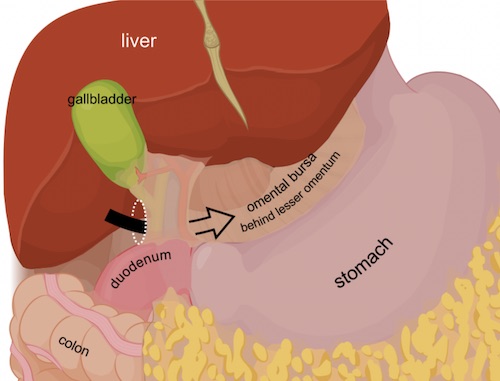 liver
gallbladder
omental bursa
behind lesser omentum
duodenum
stomach
colon